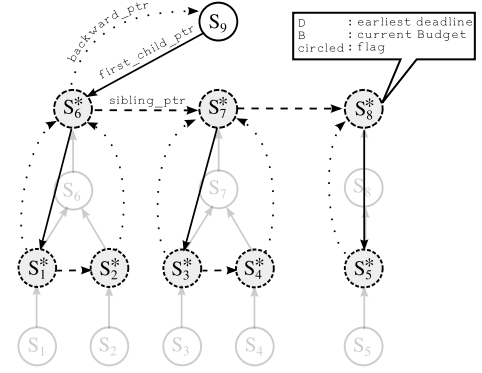 backward_ptr
S9
D : earliest deadline
B : current Budget
circled : flag
first_child_ptr
S*6
sibling_ptr
S*7
S*8
S6
S7
S8
S*1
S*2
S*3
S*4
S*5
S1
S2
S3
S4
S5